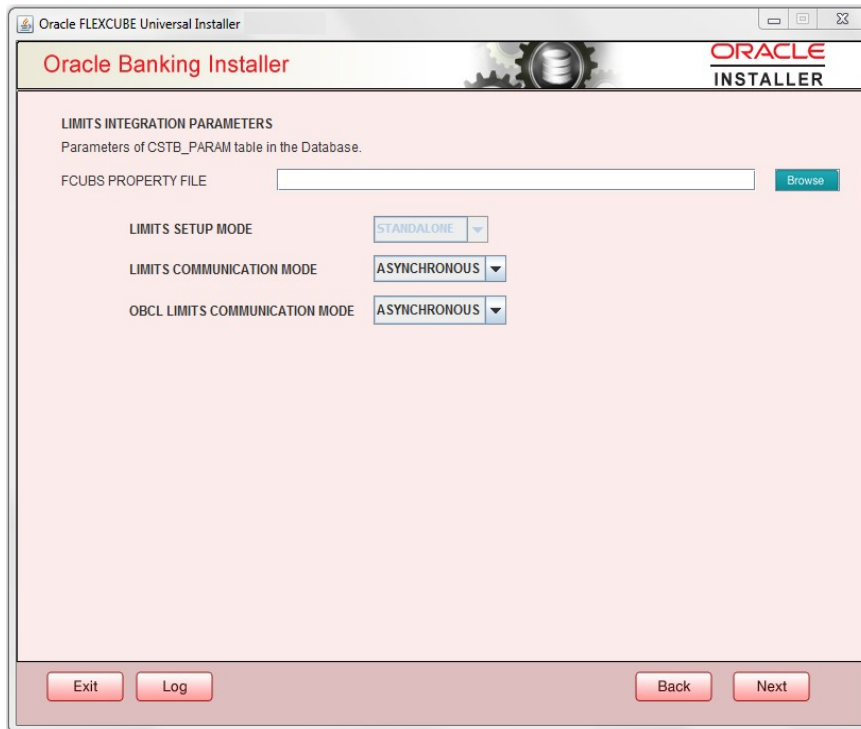 Oracle FLEXCUBE Universal Installer
Oracle Banking Installer
ORACLE
INSTALLER
LIMITS INTEGRATION PARAMETERS
Parameters of CSTB_PARAM table in the Database.
FCUBS PROPERTY FILE Browse
LIMITS SETUP MODE STANDALONE
LIMITS COMMUNICATION MODE ASYNCHRONOUS
OBCL LIMITS COMMUNICATION MODE ASYNCHRONOUS
Exit Log Back Next